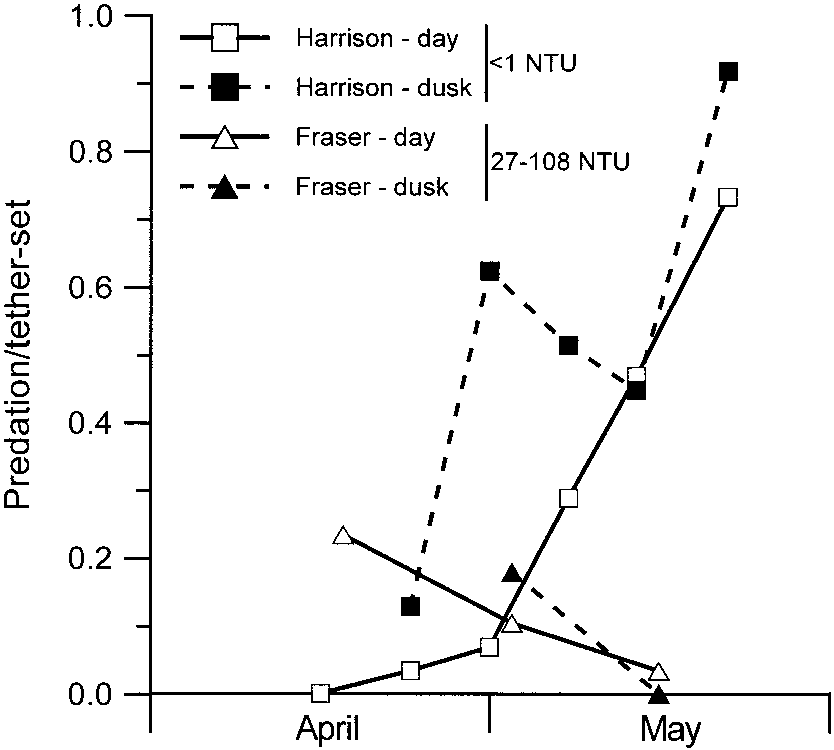 1.0
0.8
0.6
0.4
0.2
0.0
Predation/tether-set
Harrison - day
Harrison - dusk
<1 NTU
Fraser - day
Fraser - dusk
27-108 NTU
April
May